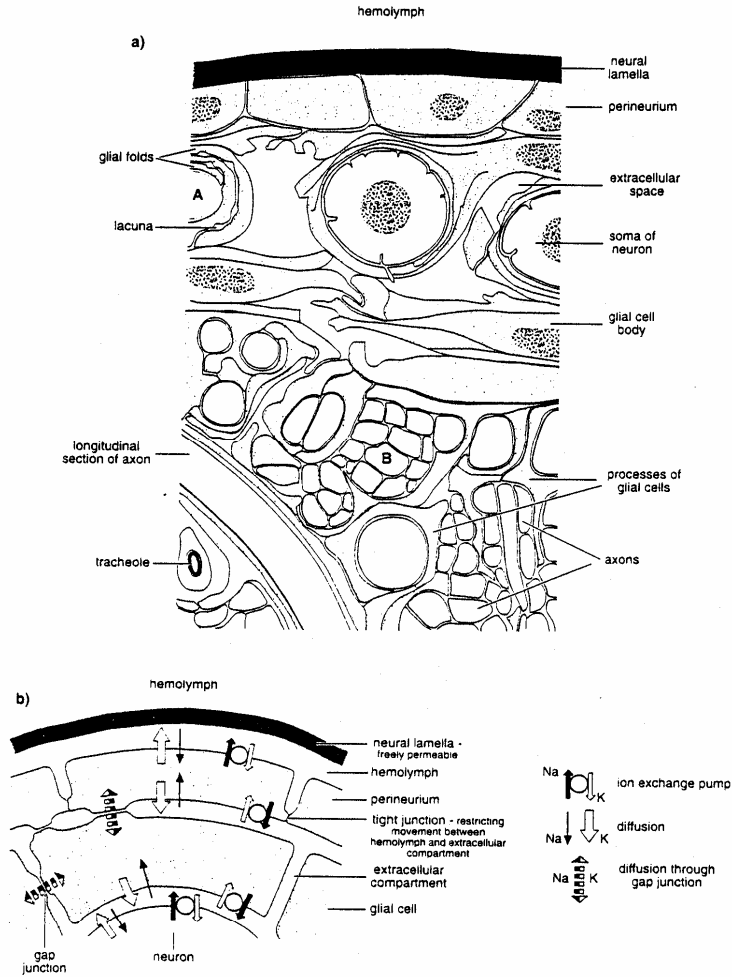 hemolymph
a)
neural
lamella
perineurium
glial folds
extracellular
space
A
lacuna
soma of
neuron
glial cell
body
longitudinal
section of axon
B
processes of
glial cells
tracheole
axons
b)
hemolymph
neural lamella -
freely permeable
hemolymph
perineurium
tight junction - restricting
movement between
hemolymph and extracellular
compartment
extracellular
compartment
glial cell
gap
junction
neuron
Na
K
ion exchange pump
Na
K
diffusion
Na
K
diffusion through
gap junction